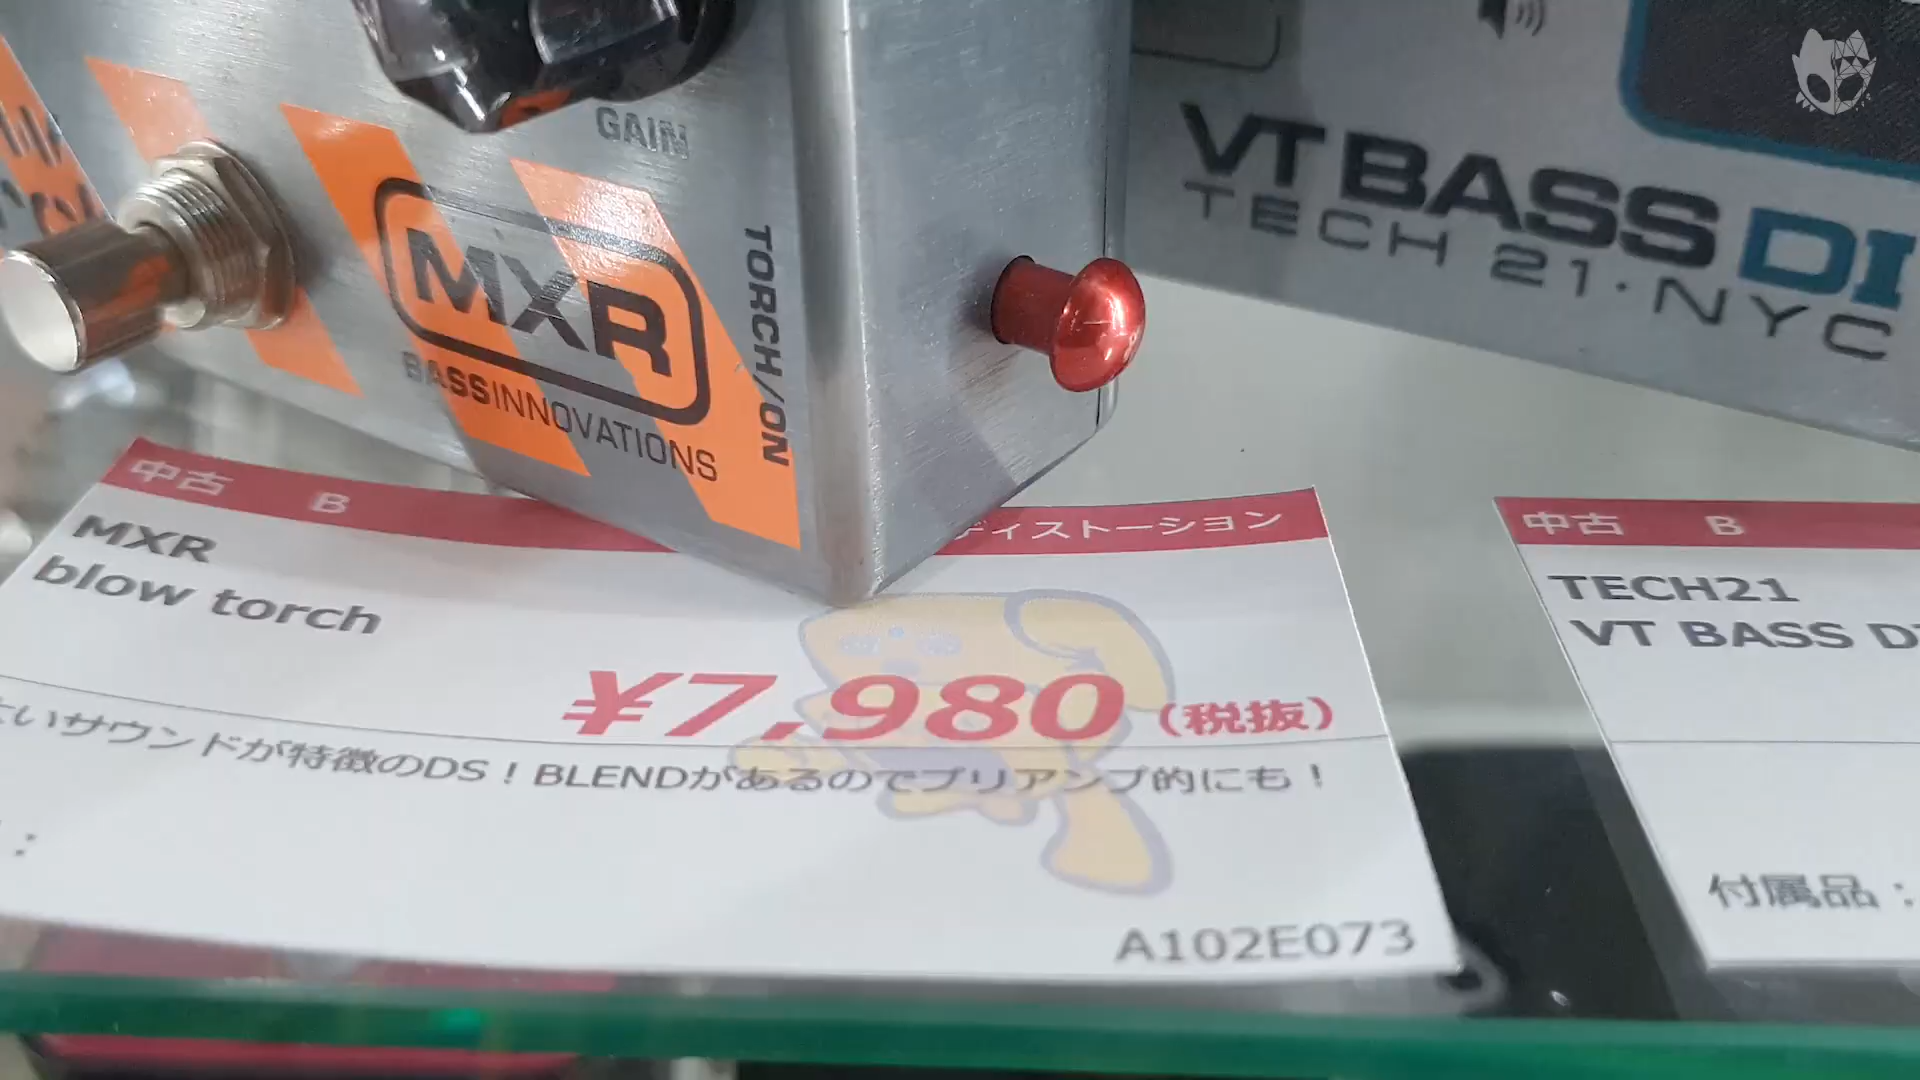 GAIN
MXR
BASSINNOVATIONS
TORCH/ON
VT BASS DI
TECH 21·NYC
中古 B ディストーション
MXR
blow torch
¥7,980(税抜)
いサウンドが特徴のDS!BLENDがあるのでプリアンプ的にも!
:
A102E073
中古 B
TECH21
VT BASS D
付属品: